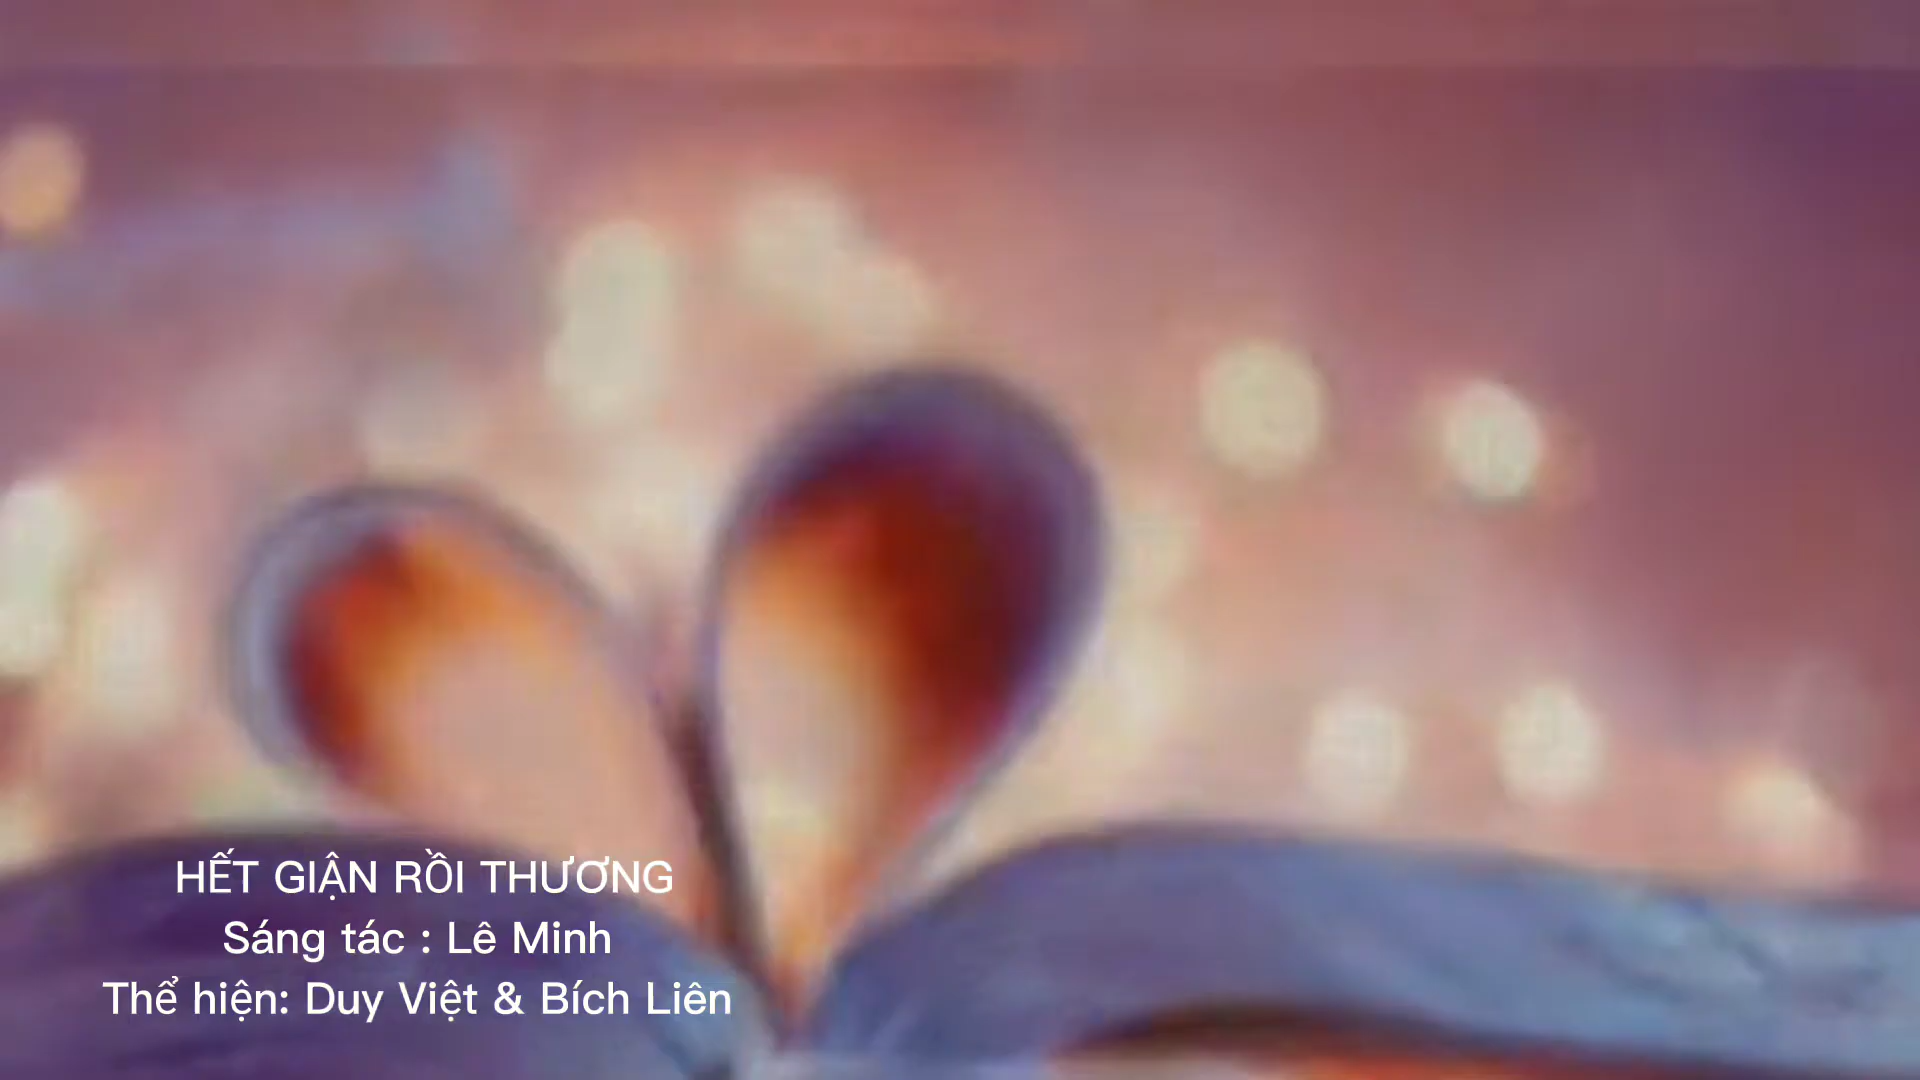 HẾT GIẬN RỒI THƯƠNG
Sáng tác : Lê Minh
Thể hiện: Duy Việt & Bích Liên